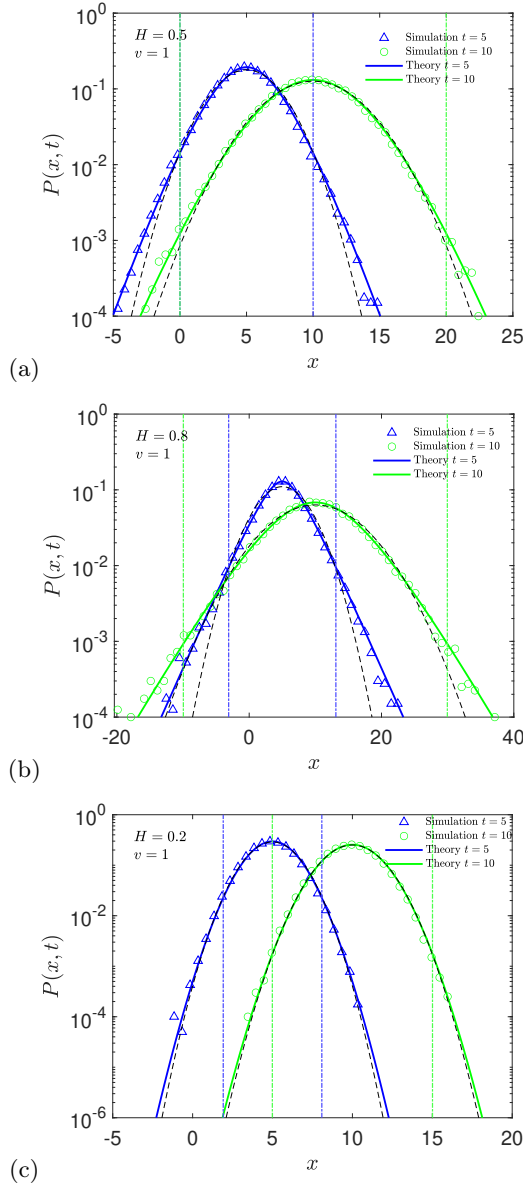 10^0
10^-1
10^-2
10^-3
10^-4
P(x, t)
H = 0.5
v = 1
Simulation t = 5
Simulation t = 10
Theory t = 5
Theory t = 10
-5 0 5 10 15 20 25
x
(a)
10^0
10^-1
10^-2
10^-3
10^-4
P(x, t)
H = 0.8
v = 1
Simulation t = 5
Simulation t = 10
Theory t = 5
Theory t = 10
-20 0 20 40
x
(b)
10^0
10^-2
10^-4
10^-6
P(x, t)
H = 0.2
v = 1
Simulation t = 5
Simulation t = 10
Theory t = 5
Theory t = 10
-5 0 5 10 15 20
x
(c)